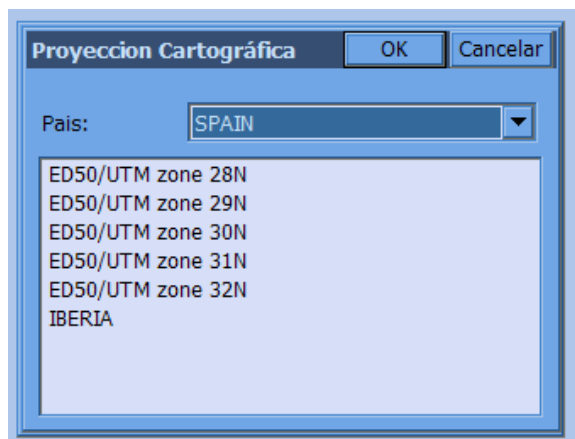 Proyeccion Cartográfica OK Cancelar
Pais: SPAIN
ED50/UTM zone 28N
ED50/UTM zone 29N
ED50/UTM zone 30N
ED50/UTM zone 31N
ED50/UTM zone 32N
IBERIA